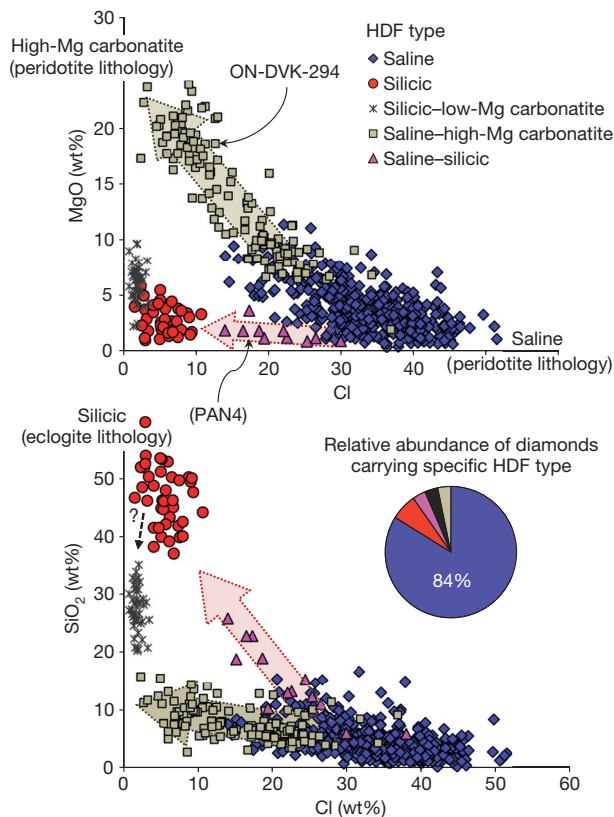 30
High-Mg carbonatite
(peridotite lithology)
ON-DVK-294
HDF type
Saline
Silicic
Silicic–low-Mg carbonatite
Saline–high-Mg carbonatite
Saline–silicic
20
MgO (wt%)
10
5
0
0
10
20
30
40
50
Saline
(peridotite lithology)
Cl
(PAN4)
Silicic
(eclogite lithology)
Relative abundance of diamonds
carrying specific HDF type
84%
?
50
40
SiO₂ (wt%)
30
20
10
0
0
10
20
30
40
50
60
Cl (wt%)